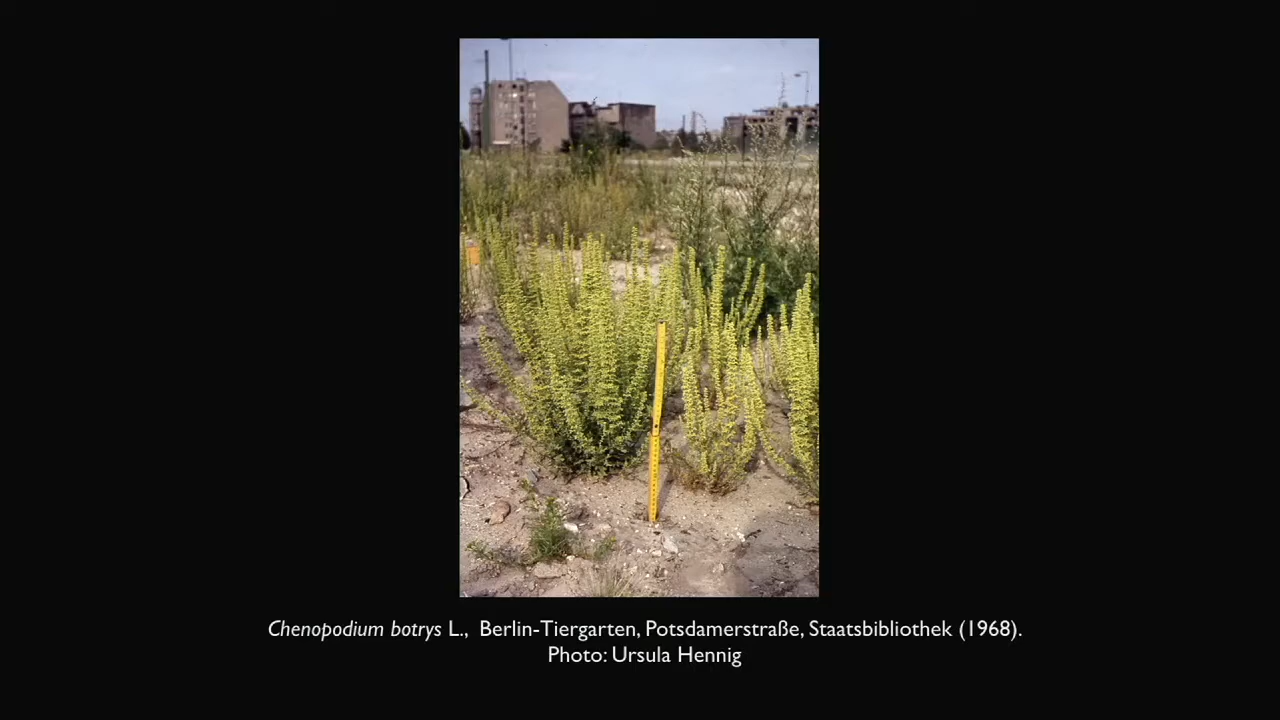 Chenopodium botrys L., Berlin-Tiergarten, Potsdamerstraße, Staatsbibliothek (1968).
Photo: Ursula Hennig